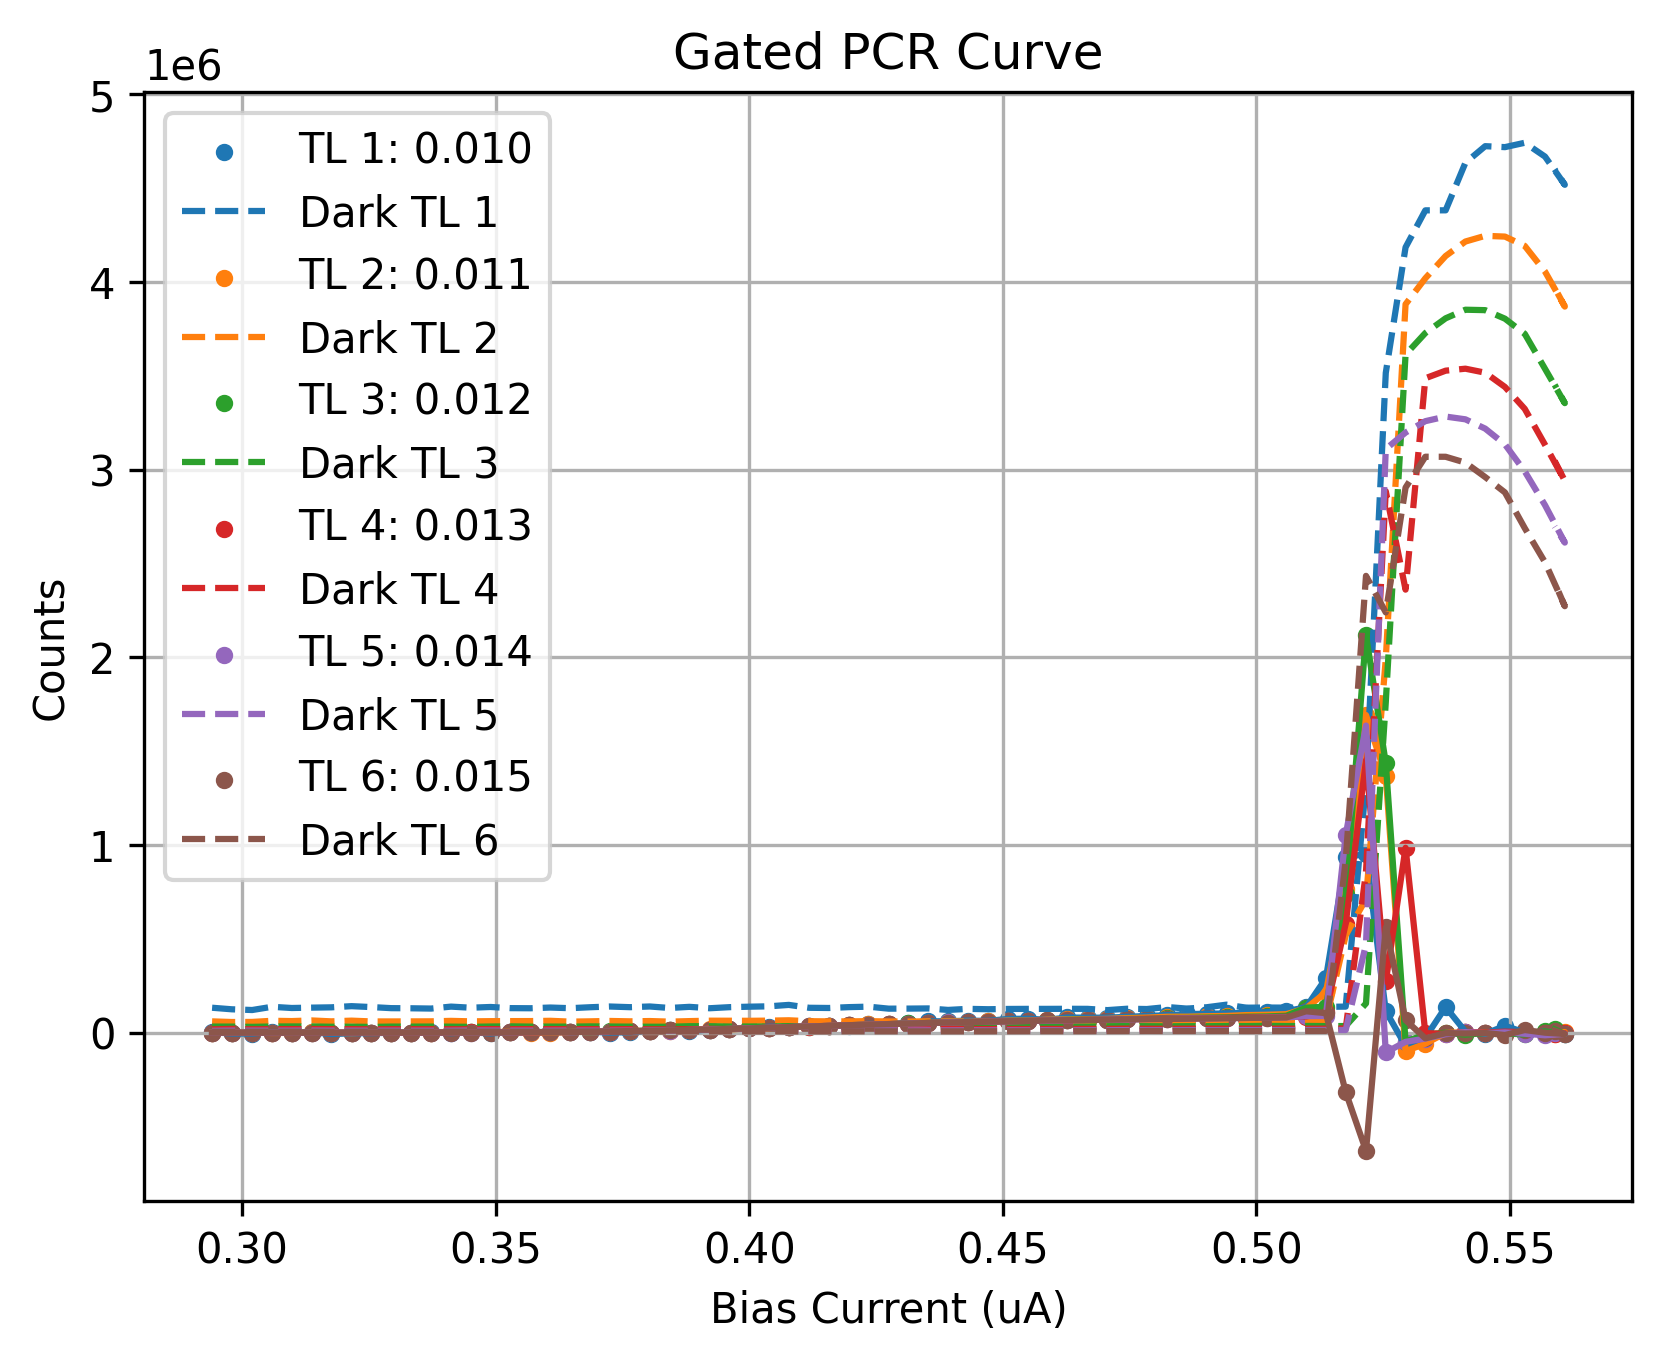 Gated PCR Curve
1e6
5
4
3
2
1
0
Counts
TL 1: 0.010
Dark TL 1
TL 2: 0.011
Dark TL 2
TL 3: 0.012
Dark TL 3
TL 4: 0.013
Dark TL 4
TL 5: 0.014
Dark TL 5
TL 6: 0.015
Dark TL 6
0.30 0.35 0.40 0.45 0.50 0.55
Bias Current (uA)